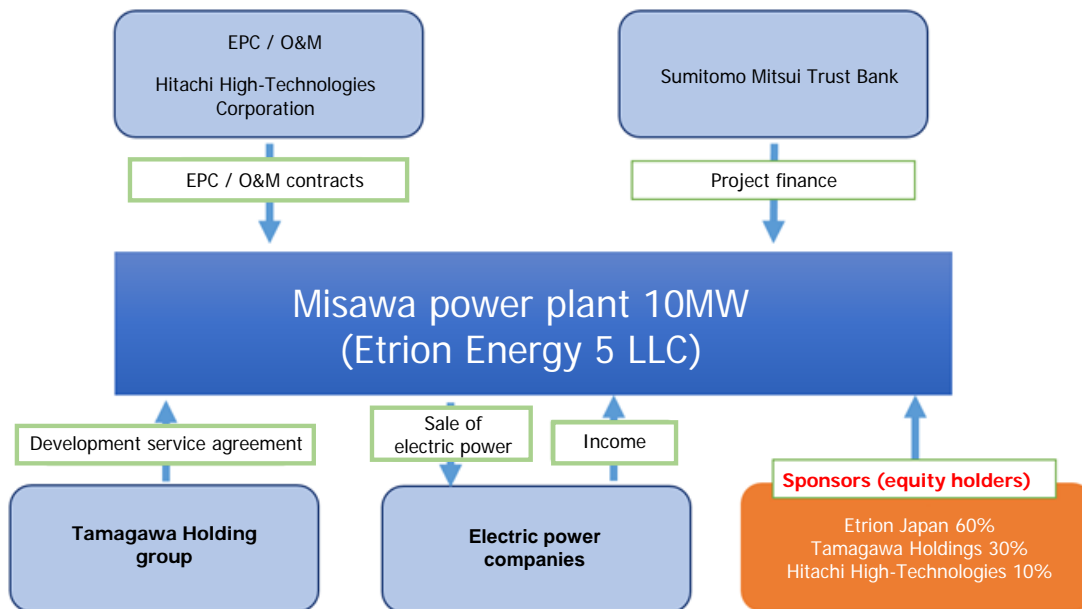 EPC / O&M
Hitachi High-Technologies
Corporation
Sumitomo Mitsui Trust Bank
EPC / O&M contracts
Project finance
Misawa power plant 10MW
(Etrion Energy 5 LLC)
Development service agreement
Sale of
electric power
Income
Tamagawa Holding
group
Electric power
companies
Sponsors (equity holders)
Etrion Japan 60%
Tamagawa Holdings 30%
Hitachi High-Technologies 10%